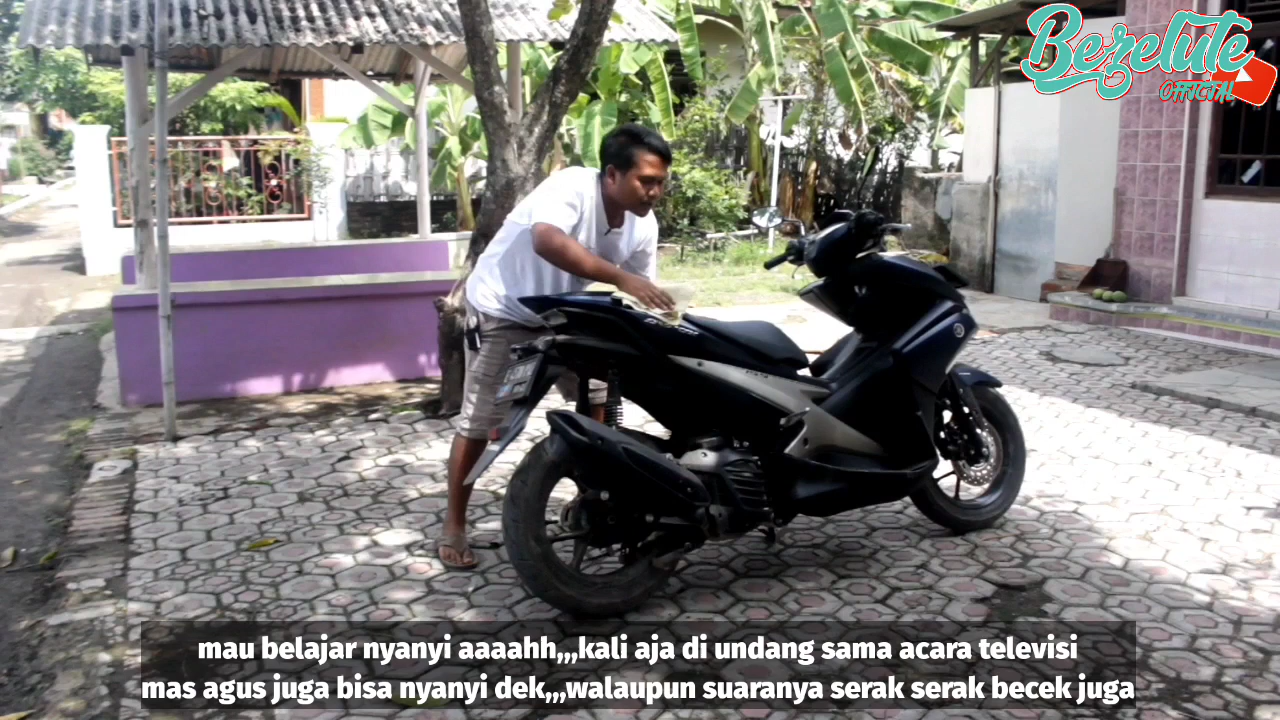 Bezelute
OFFICIAL
mau belajar nyanyi aaaahh,,,kali aja di undang sama acara televisi
mas agus juga bisa nyanyi dek,,,walaupun suaranya serak serak becek juga